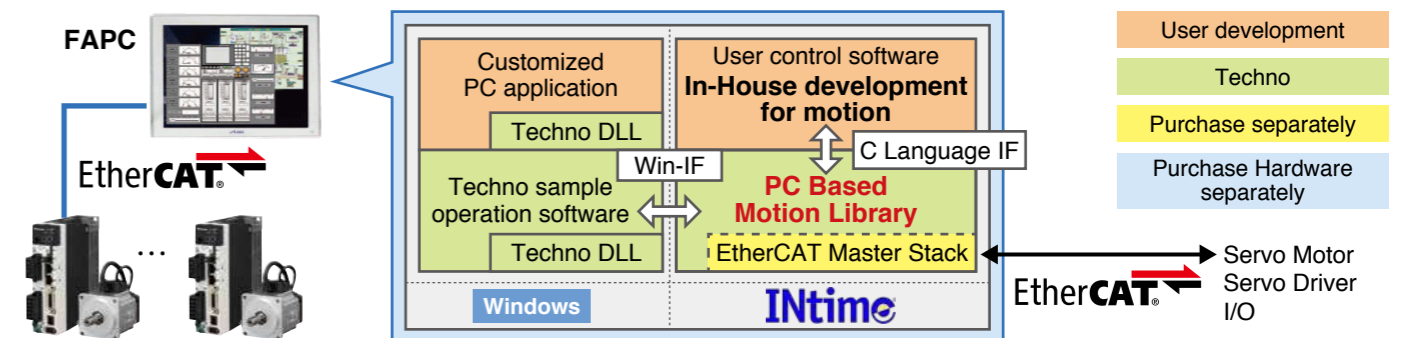 FAPC
EtherCAT®
...
Customized
PC application
Techno DLL
Techno sample
operation software
Techno DLL
Windows
Win-IF
User control software
In-House development
for motion
C Language IF
PC Based
Motion Library
EtherCAT Master Stack
INtime®
EtherCAT®
Servo Motor
Servo Driver
I/O
User development
Techno
Purchase separately
Purchase Hardware
separately